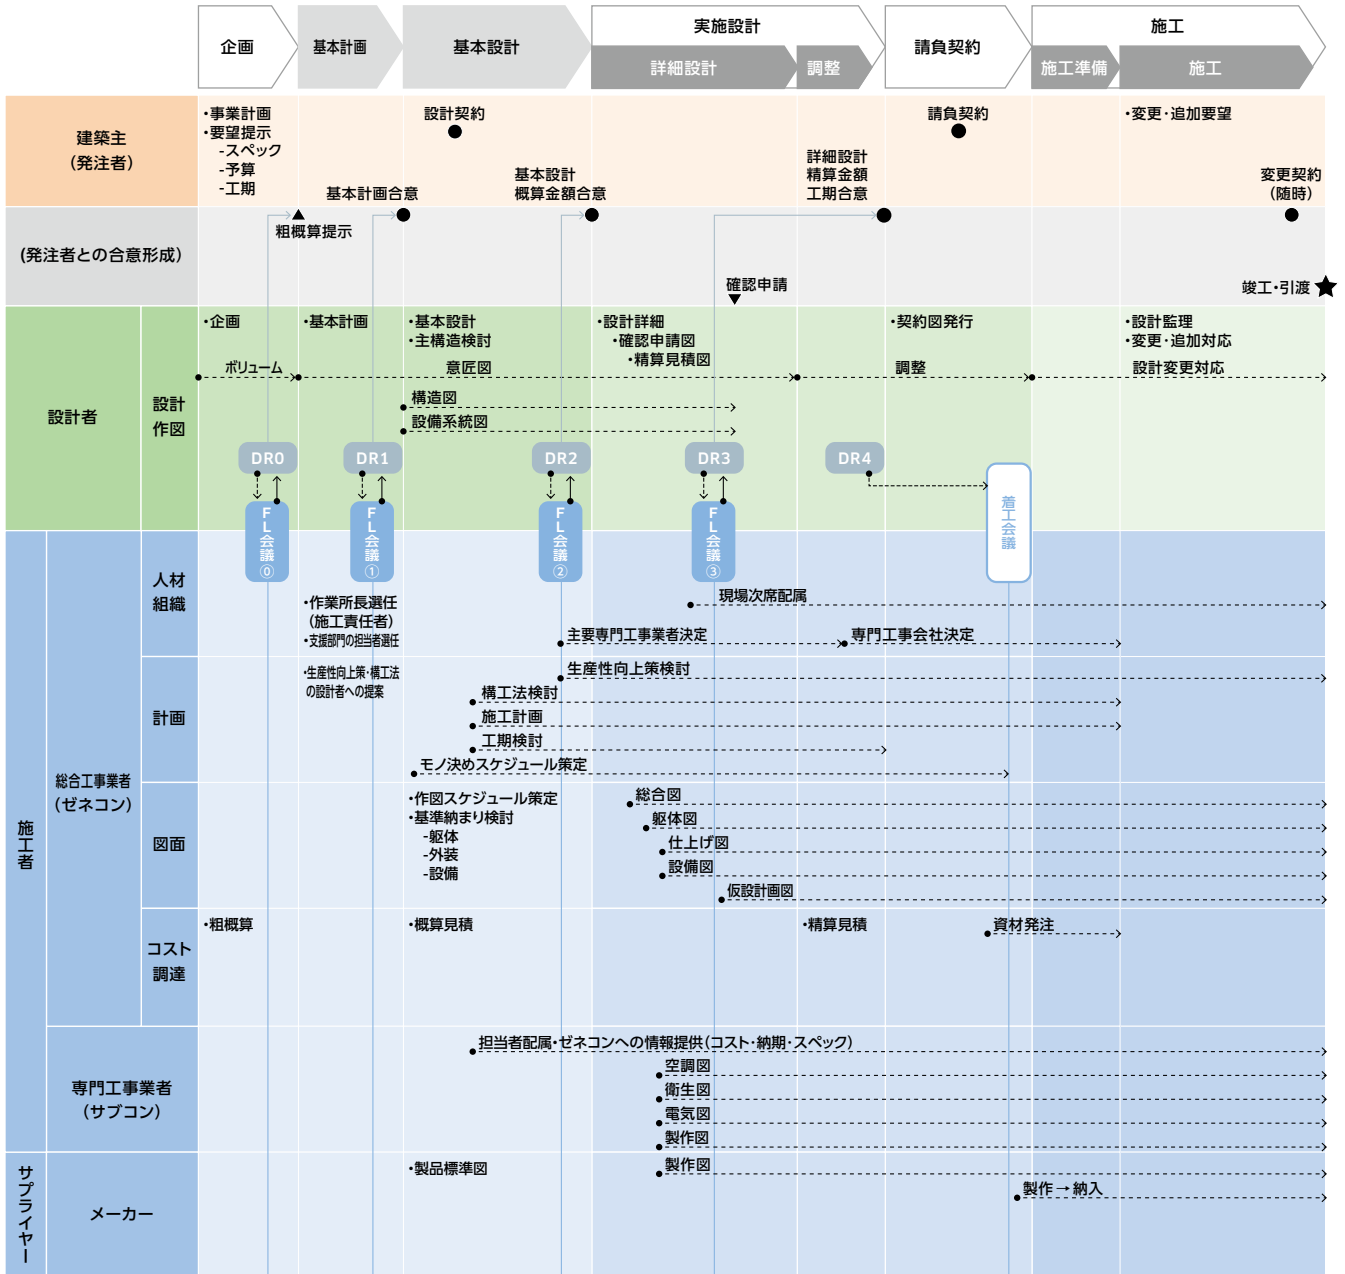 企画
基本計画
基本設計
実施設計
詳細設計
調整
請負契約
施工
施工準備
施工
建築主
(発注者)
・事業計画
・要望提示
-スペック
-予算
-工期
設計契約
請負契約
・変更・追加要望
基本計画合意
基本設計
概算金額合意
詳細設計
精算金額
工期合意
変更契約
(随時)
(発注者との合意形成)
粗概算提示
確認申請
竣工・引渡
設計者
設計
作図
・企画
・基本計画
・基本設計
・主構造検討
・設計詳細
・確認申請図
・精算見積図
・契約図発行
・設計監理
・変更・追加対応
ボリューム
意匠図
調整
設計変更対応
構造図
設備系統図
DR0
DR1
DR2
DR3
DR4
FL会議⓪
FL会議①
FL会議②
FL会議③
着工会議
施工者
総合工事業者
(ゼネコン)
人材
組織
・作業所長選任
(施工責任者)
・支援部門の担当者選任
現場次席配属
主要専門工事業者決定
専門工事会社決定
計画
・生産性向上策・構工法
の設計者への提案
生産性向上策検討
構工法検討
施工計画
工期検討
モノ決めスケジュール策定
図面
・作図スケジュール策定
・基準納まり検討
-躯体
-外装
-設備
総合図
躯体図
仕上げ図
設備図
仮設計画図
コスト
調達
・粗概算
・概算見積
・精算見積
資材発注
専門工事業者
(サブコン)
担当者配属・ゼネコンへの情報提供(コスト・納期・スペック)
空調図
衛生図
電気図
製作図
サプライヤー
メーカー
・製品標準図
製作図
製作→納入